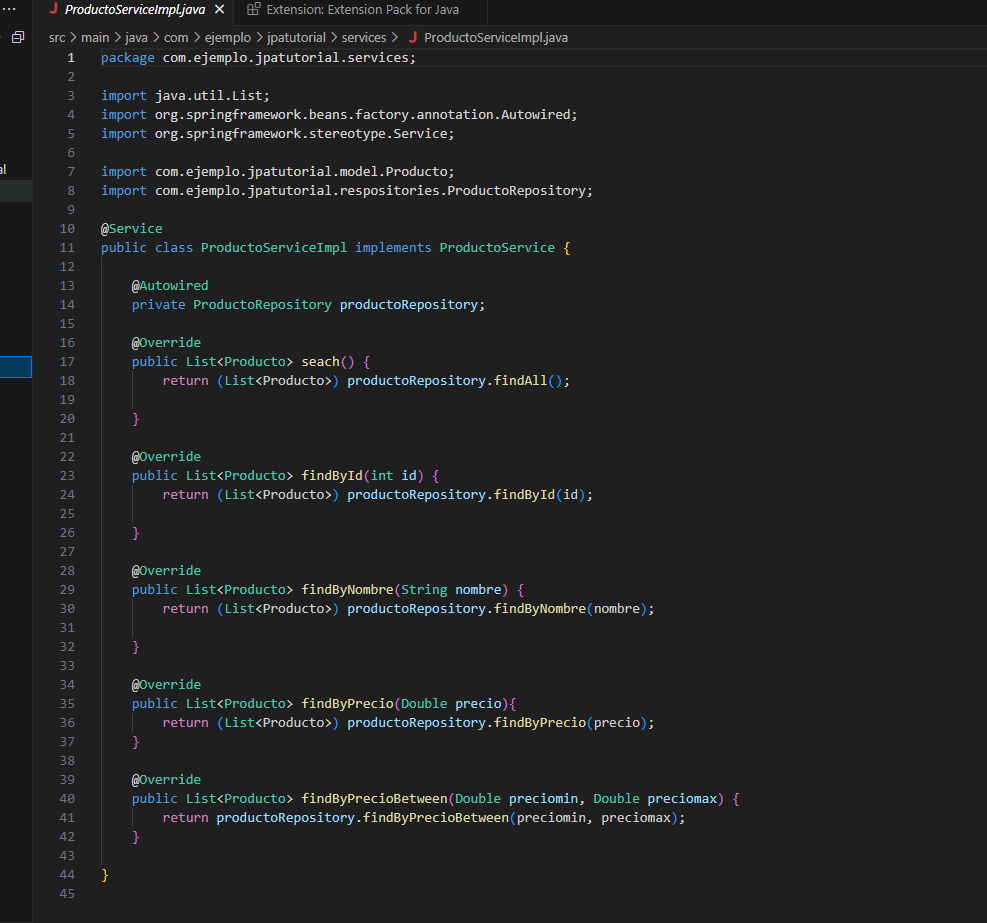 ProductoServiceImpl.java Extension: Extension Pack for Java
src > main > java > com > ejemplo > jpatutorial > services > ProductoServiceImpl.java
1 package com.ejemplo.jpatutorial.services;
2
3 import java.util.List;
4 import org.springframework.beans.factory.annotation.Autowired;
5 import org.springframework.stereotype.Service;
6
7 import com.ejemplo.jpatutorial.model.Producto;
8 import com.ejemplo.jpatutorial.respositories.ProductoRepository;
9
10 @Service
11 public class ProductoServiceImpl implements ProductoService {
12
13     @Autowired
14     private ProductoRepository productoRepository;
15
16     @Override
17     public List<Producto> seach() {
18         return (List<Producto>) productoRepository.findAll();
19
20     }
21
22     @Override
23     public List<Producto> findById(int id) {
24         return (List<Producto>) productoRepository.findById(id);
25
26     }
27
28     @Override
29     public List<Producto> findByNombre(String nombre) {
30         return (List<Producto>) productoRepository.findByNombre(nombre);
31
32     }
33
34     @Override
35     public List<Producto> findByPrecio(Double precio){
36         return (List<Producto>) productoRepository.findByPrecio(precio);
37     }
38
39     @Override
40     public List<Producto> findByPrecioBetween(Double preciomin, Double preciomax) {
41         return productoRepository.findByPrecioBetween(preciomin, preciomax);
42     }
43
44 }
45